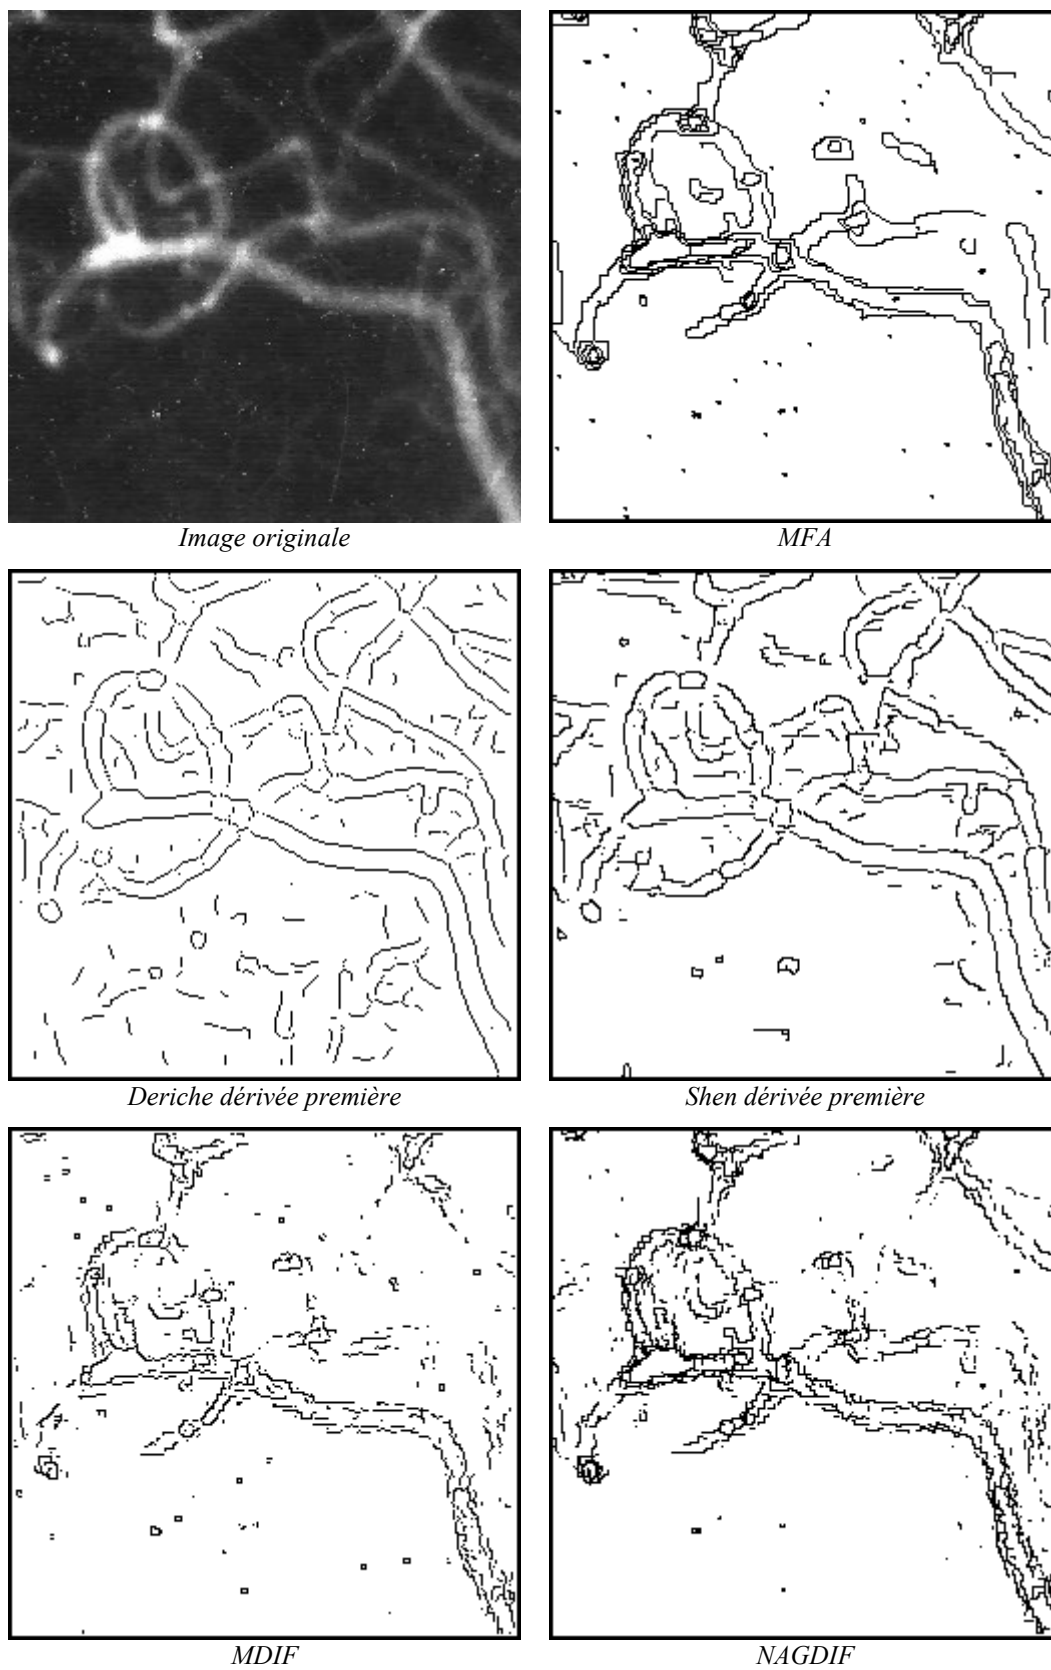 Image originale
MFA
Deriche dérivée première
Shen dérivée première
MDIF
NAGDIF